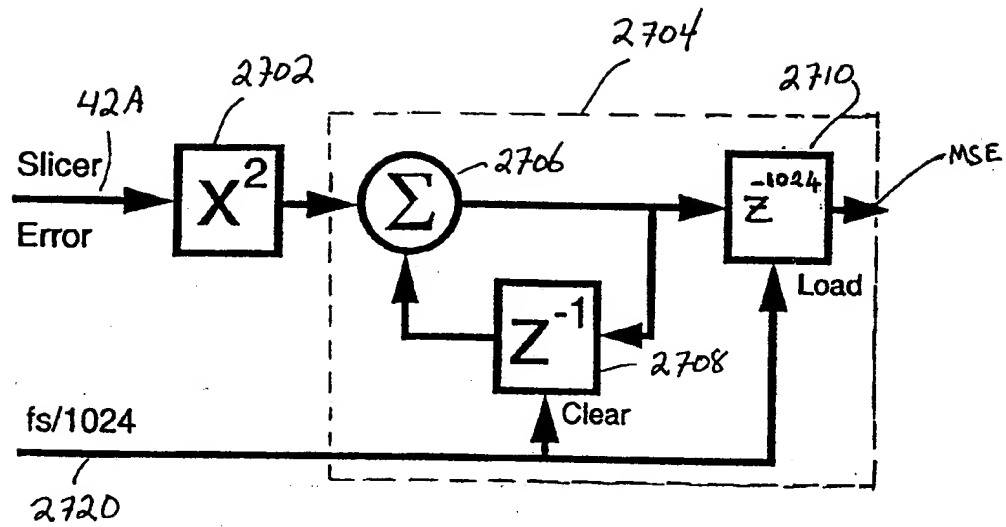 2704
2702
2710
42A
Slicer
2706
MSE
X²
Σ
z⁻¹⁰²⁴
Error
Load
Z⁻¹
2708
fs/1024
Clear
2720